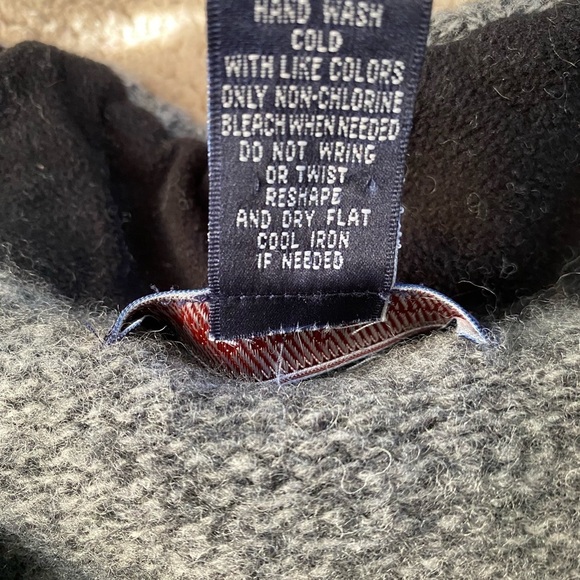 HAND WASH
COLD
WITH LIKE COLORS
ONLY NON-CHLORINE
BLEACH WHEN NEEDED
DO NOT WRING
OR TWIST
RESHAPE
AND DRY FLAT
COOL IRON
IF NEEDED